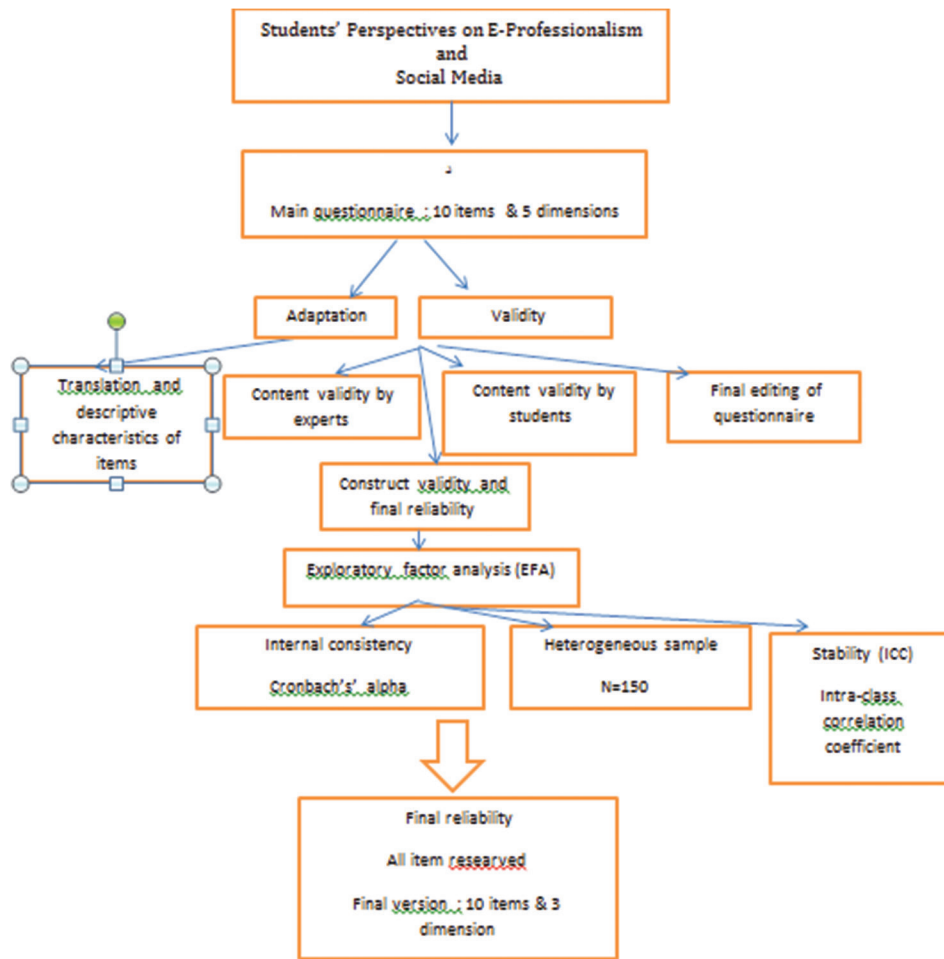 Students' Perspectives on E-Professionalism
and
Social Media
د
Main questionnaire : 10 items & 5 dimensions
Adaptation
Validity
Translation and
descriptive
characteristics of
items
Content validity by
experts
Content validity by
students
Final editing of
questionnaire
Construct validity and
final reliability
Exploratory factor analysis (EFA)
Internal consistency
Cronbach's' alpha
Heterogeneous sample
N=150
Stability (ICC)
Intra-class
correlation
coefficient
Final reliability
All item researved
Final version : 10 items & 3
dimension